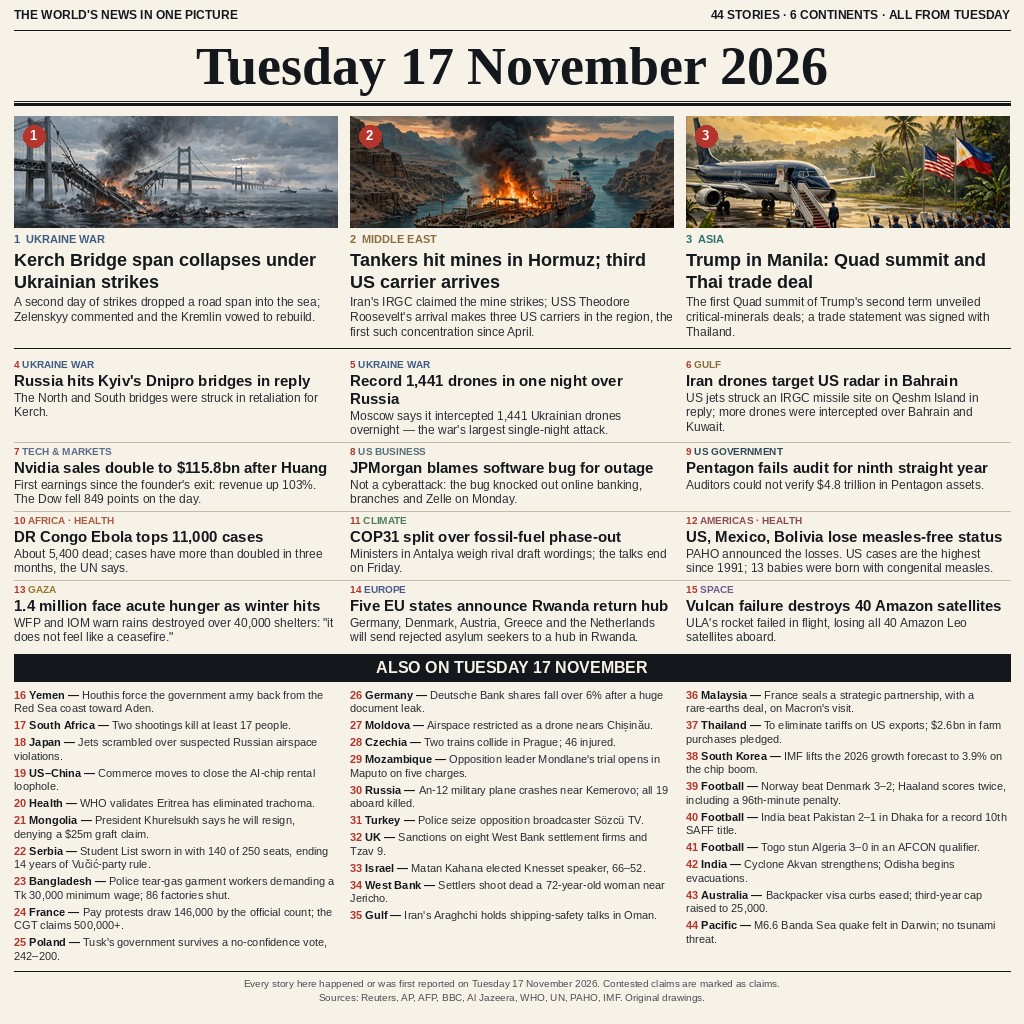 THE WORLD'S NEWS IN ONE PICTURE
44 STORIES · 6 CONTINENTS · ALL FROM TUESDAY
Tuesday 17 November 2026
1
2
3
1 UKRAINE WAR
Kerch Bridge span collapses under
Ukrainian strikes
A second day of strikes dropped a road span into the sea;
Zelenskyy commented and the Kremlin vowed to rebuild.
2 MIDDLE EAST
Tankers hit mines in Hormuz; third
US carrier arrives
Iran's IRGC claimed the mine strikes; USS Theodore
Roosevelt's arrival makes three US carriers in the region, the
first such concentration since April.
3 ASIA
Trump in Manila: Quad summit and
Thai trade deal
The first Quad summit of Trump's second term unveiled
critical-minerals deals; a trade statement was signed with
Thailand.
4 UKRAINE WAR
Russia hits Kyiv's Dnipro bridges in reply
The North and South bridges were struck in retaliation for
Kerch.
5 UKRAINE WAR
Record 1,441 drones in one night over
Russia
Moscow says it intercepted 1,441 Ukrainian drones
overnight — the war's largest single-night attack.
6 GULF
Iran drones target US radar in Bahrain
US jets struck an IRGC missile site on Qeshm Island in
reply; more drones were intercepted over Bahrain and
Kuwait.
7 TECH & MARKETS
Nvidia sales double to $115.8bn after Huang
First earnings since the founder's exit: revenue up 103%.
The Dow fell 849 points on the day.
8 US BUSINESS
JPMorgan blames software bug for outage
Not a cyberattack: the bug knocked out online banking,
branches and Zelle on Monday.
9 US GOVERNMENT
Pentagon fails audit for ninth straight year
Auditors could not verify $4.8 trillion in Pentagon assets.
10 AFRICA · HEALTH
DR Congo Ebola tops 11,000 cases
About 5,400 dead; cases have more than doubled in three
months, the UN says.
11 CLIMATE
COP31 split over fossil-fuel phase-out
Ministers in Antalya weigh rival draft wordings; the talks end
on Friday.
12 AMERICAS · HEALTH
US, Mexico, Bolivia lose measles-free status
PAHO announced the losses. US cases are the highest
since 1991; 13 babies were born with congenital measles.
13 GAZA
1.4 million face acute hunger as winter hits
WFP and IOM warn rains destroyed over 40,000 shelters: "it
does not feel like a ceasefire."
14 EUROPE
Five EU states announce Rwanda return hub
Germany, Denmark, Austria, Greece and the Netherlands
will send rejected asylum seekers to a hub in Rwanda.
15 SPACE
Vulcan failure destroys 40 Amazon satellites
ULA's rocket failed in flight, losing all 40 Amazon Leo
satellites aboard.
ALSO ON TUESDAY 17 NOVEMBER
16 Yemen — Houthis force the government army back from the
Red Sea coast toward Aden.
17 South Africa — Two shootings kill at least 17 people.
18 Japan — Jets scrambled over suspected Russian airspace
violations.
19 US–China — Commerce moves to close the AI-chip rental
loophole.
20 Health — WHO validates Eritrea has eliminated trachoma.
21 Mongolia — President Khurelsukh says he will resign,
denying a $25m graft claim.
22 Serbia — Student List sworn in with 140 of 250 seats, ending
14 years of Vučić-party rule.
23 Bangladesh — Police tear-gas garment workers demanding a
Tk 30,000 minimum wage; 86 factories shut.
24 France — Pay protests draw 146,000 by the official count; the
CGT claims 500,000+.
25 Poland — Tusk's government survives a no-confidence vote,
242–200.
26 Germany — Deutsche Bank shares fall over 6% after a huge
document leak.
27 Moldova — Airspace restricted as a drone nears Chișinău.
28 Czechia — Two trains collide in Prague; 46 injured.
29 Mozambique — Opposition leader Mondlane's trial opens in
Maputo on five charges.
30 Russia — An-12 military plane crashes near Kemerovo; all 19
aboard killed.
31 Turkey — Police seize opposition broadcaster Sözcü TV.
32 UK — Sanctions on eight West Bank settlement firms and
Tzav 9.
33 Israel — Matan Kahana elected Knesset speaker, 66–52.
34 West Bank — Settlers shoot dead a 72-year-old woman near
Jericho.
35 Gulf — Iran's Araghchi holds shipping-safety talks in Oman.
36 Malaysia — France seals a strategic partnership, with a
rare-earths deal, on Macron's visit.
37 Thailand — To eliminate tariffs on US exports; $2.6bn in farm
purchases pledged.
38 South Korea — IMF lifts the 2026 growth forecast to 3.9% on
the chip boom.
39 Football — Norway beat Denmark 3–2; Haaland scores twice,
including a 96th-minute penalty.
40 Football — India beat Pakistan 2–1 in Dhaka for a record 10th
SAFF title.
41 Football — Togo stun Algeria 3–0 in an AFCON qualifier.
42 India — Cyclone Akvan strengthens; Odisha begins
evacuations.
43 Australia — Backpacker visa curbs eased; third-year cap
raised to 25,000.
44 Pacific — M6.6 Banda Sea quake felt in Darwin; no tsunami
threat.
Every story here happened or was first reported on Tuesday 17 November 2026. Contested claims are marked as claims.
Sources: Reuters, AP, AFP, BBC, Al Jazeera, WHO, UN, PAHO, IMF. Original drawings.